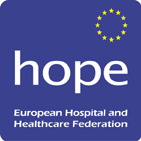 hope
European Hospital and
Healthcare Federation